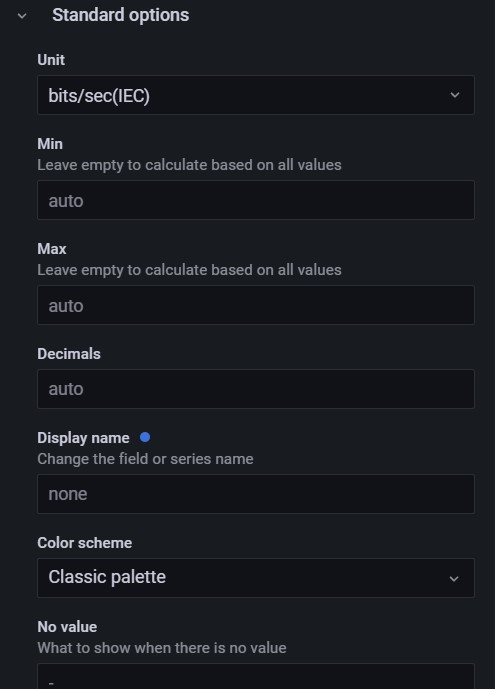 Standard options
Unit
bits/sec(IEC)
Min
Leave empty to calculate based on all values
auto
Max
Leave empty to calculate based on all values
auto
Decimals
auto
Display name
Change the field or series name
none
Color scheme
Classic palette
No value
What to show when there is no value
-